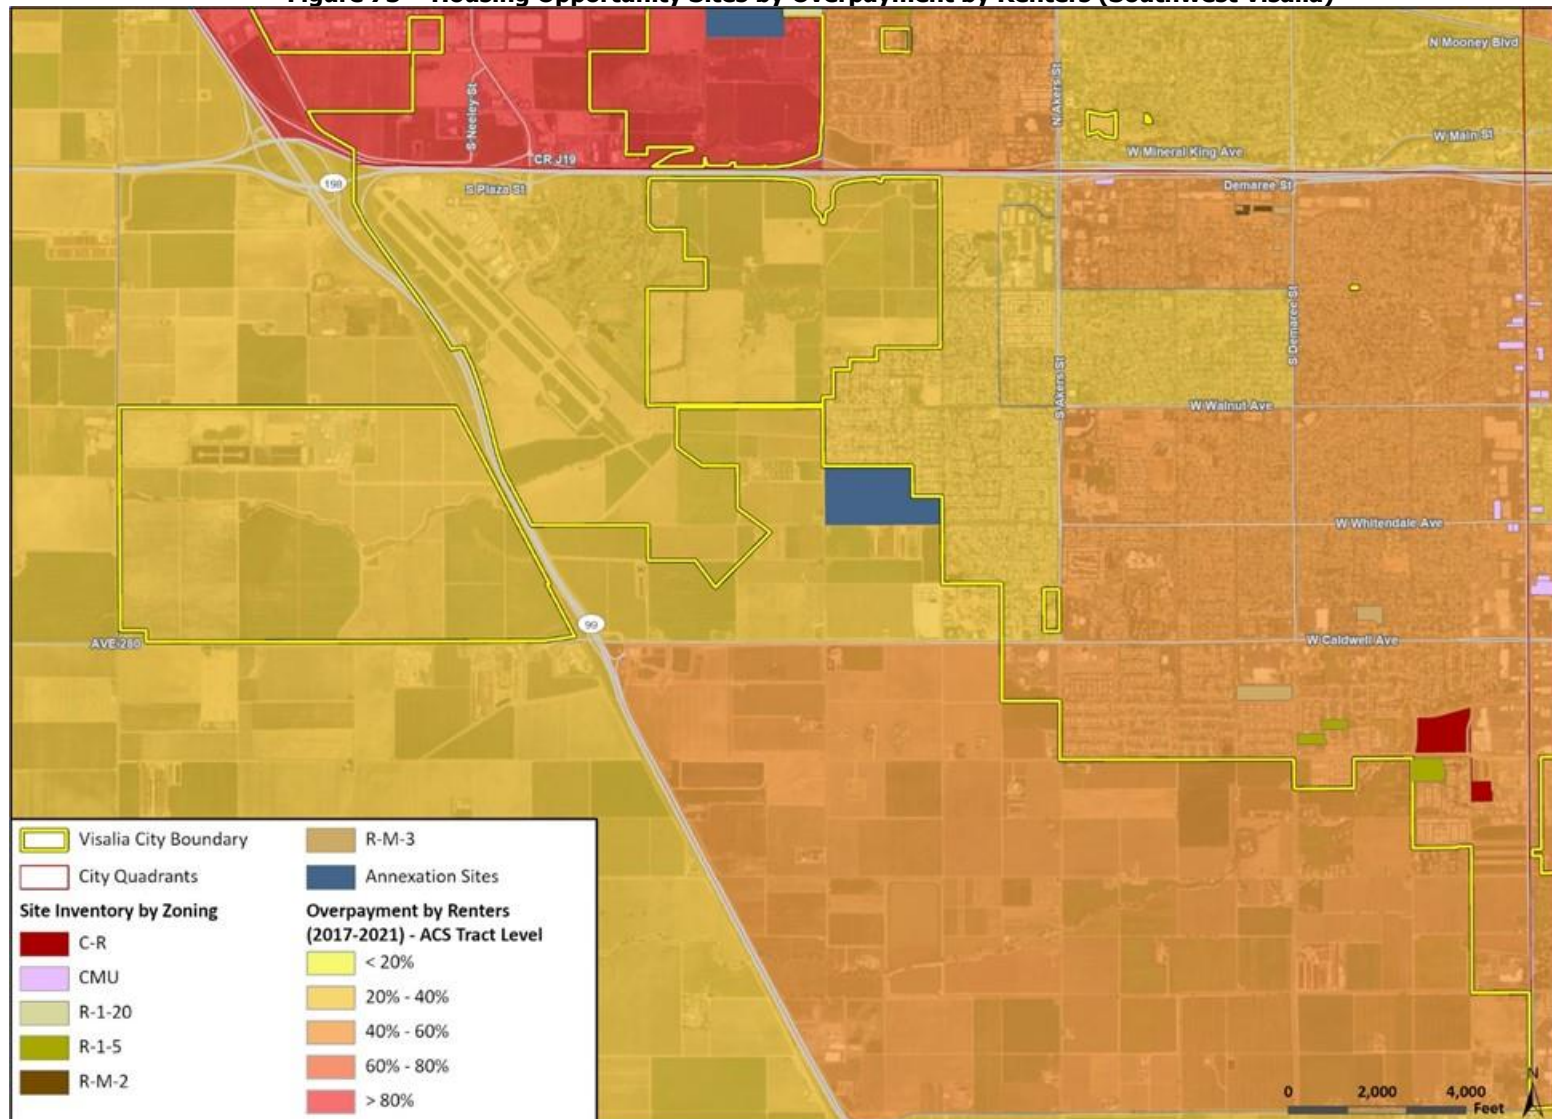 Figure 75 – Housing Opportunity Sites by Overpayment by Renters (Southwest Visalia)
N Mooney Blvd
S Neeley St
N Akers St
W Main St
W Mineral King Ave
CR J19
198
S Plaza St
Demaree St
S Demaree St
S Akers St
W Walnut Ave
W Whitendale Ave
99
AVE 280
W Caldwell Ave
Visalia City Boundary
City Quadrants
Site Inventory by Zoning
C-R
CMU
R-1-20
R-1-5
R-M-2
R-M-3
Annexation Sites
Overpayment by Renters
(2017-2021) - ACS Tract Level
< 20%
20% - 40%
40% - 60%
60% - 80%
> 80%
N
0 2,000 4,000
Feet